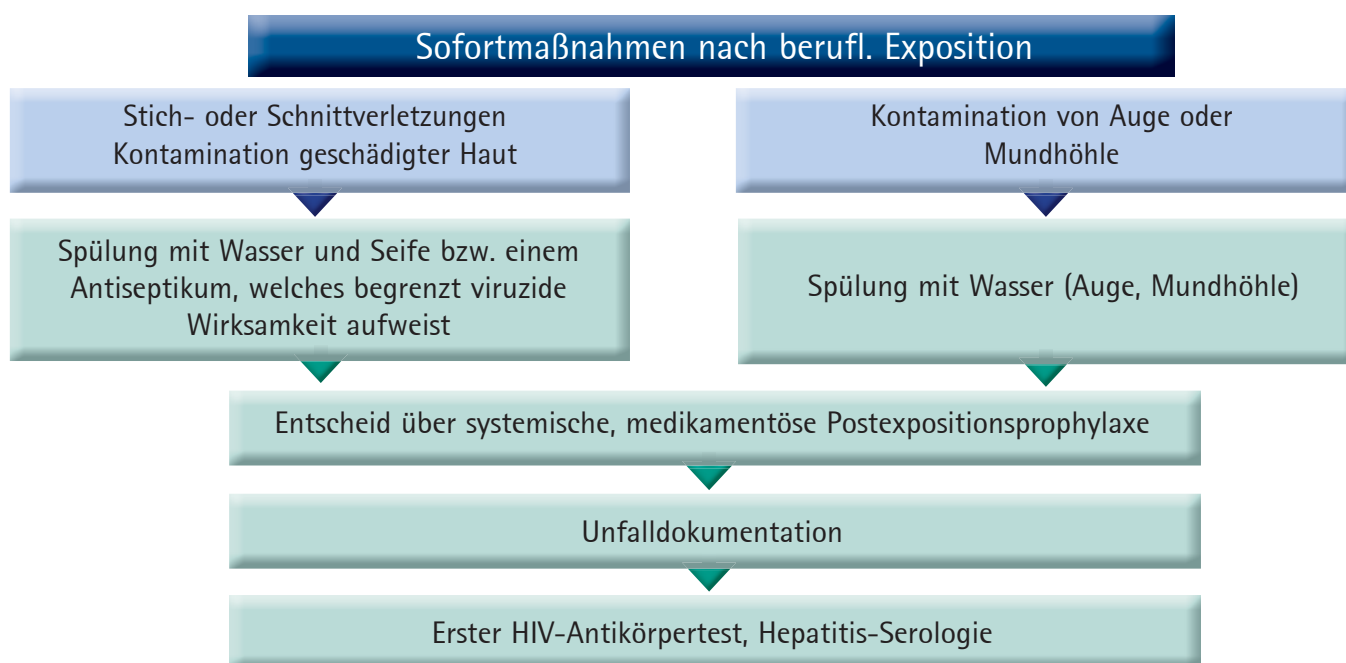 Sofortmaßnahmen nach berufl. Exposition
Stich- oder Schnittverletzungen
Kontamination geschädigter Haut
Kontamination von Auge oder
Mundhöhle
Spülung mit Wasser und Seife bzw. einem
Antiseptikum, welches begrenzt viruzide
Wirksamkeit aufweist
Spülung mit Wasser (Auge, Mundhöhle)
Entscheid über systemische, medikamentöse Postexpositionsprophylaxe
Unfalldokumentation
Erster HIV-Antikörpertest, Hepatitis-Serologie